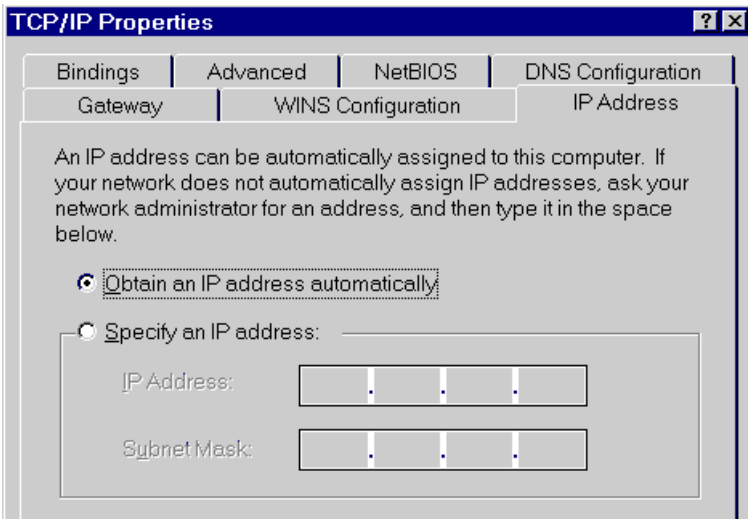 TCP/IP Properties
? ×
Bindings Advanced NetBIOS DNS Configuration
Gateway WINS Configuration IP Address
An IP address can be automatically assigned to this computer. If
your network does not automatically assign IP addresses, ask your
network administrator for an address, and then type it in the space
below.
Obtain an IP address automatically
Specify an IP address:
IP Address: . . .
Subnet Mask: . . .